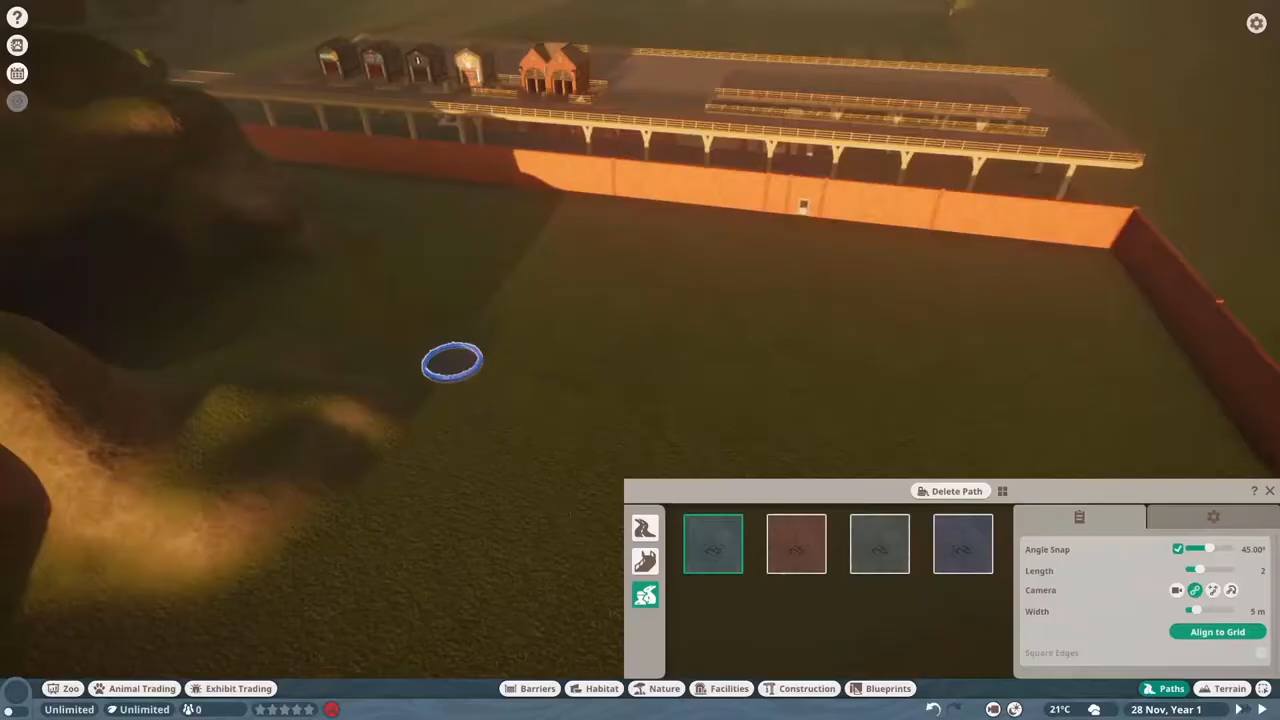 ?
Delete Path
?
Angle Snap 45.00°
Length 2
Camera
Width 5 m
Align to Grid
Square Edges
Zoo Animal Trading Exhibit Trading Barriers Habitat Nature Facilities Construction Blueprints Paths Terrain
Unlimited Unlimited 0 21°C 28 Nov, Year 1